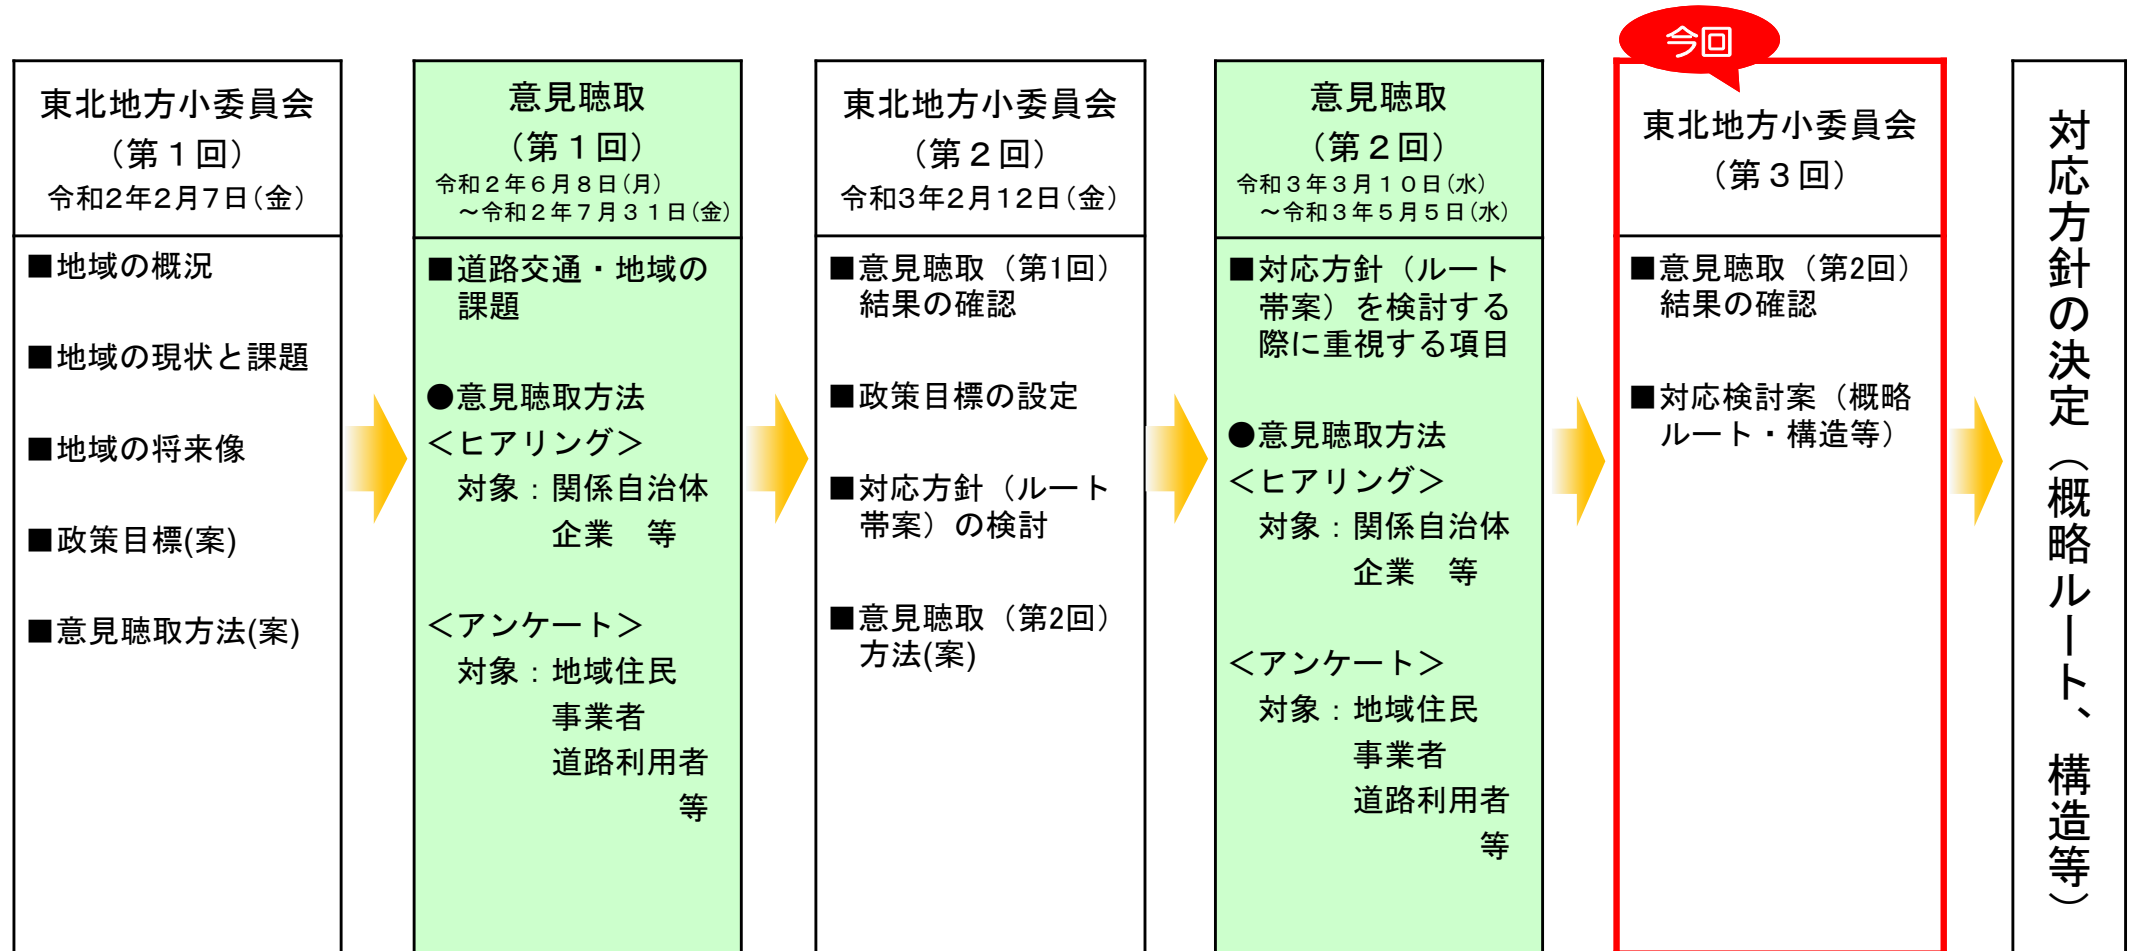 今回
東北地方小委員会
（第１回）
令和2年2月7日(金)
■地域の概況
■地域の現状と課題
■地域の将来像
■政策目標(案)
■意見聴取方法(案)
意見聴取
（第１回）
令和２年６月８日(月)
～令和２年７月３１日(金)
■道路交通・地域の
課題
●意見聴取方法
＜ヒアリング＞
対象：関係自治体
企業　等
＜アンケート＞
対象：地域住民
事業者
道路利用者
等
東北地方小委員会
（第２回）
令和3年2月12日(金)
■意見聴取（第1回）
結果の確認
■政策目標の設定
■対応方針（ルート
帯案）の検討
■意見聴取（第2回）
方法(案)
意見聴取
（第２回）
令和３年３月１０日(水)
～令和３年５月５日(水)
■対応方針（ルート
帯案）を検討する
際に重視する項目
●意見聴取方法
＜ヒアリング＞
対象：関係自治体
企業　等
＜アンケート＞
対象：地域住民
事業者
道路利用者
等
東北地方小委員会
（第３回）
■意見聴取（第2回）
結果の確認
■対応検討案（概略
ルート・構造等）
対応方針の決定（概略ルート、構造等）